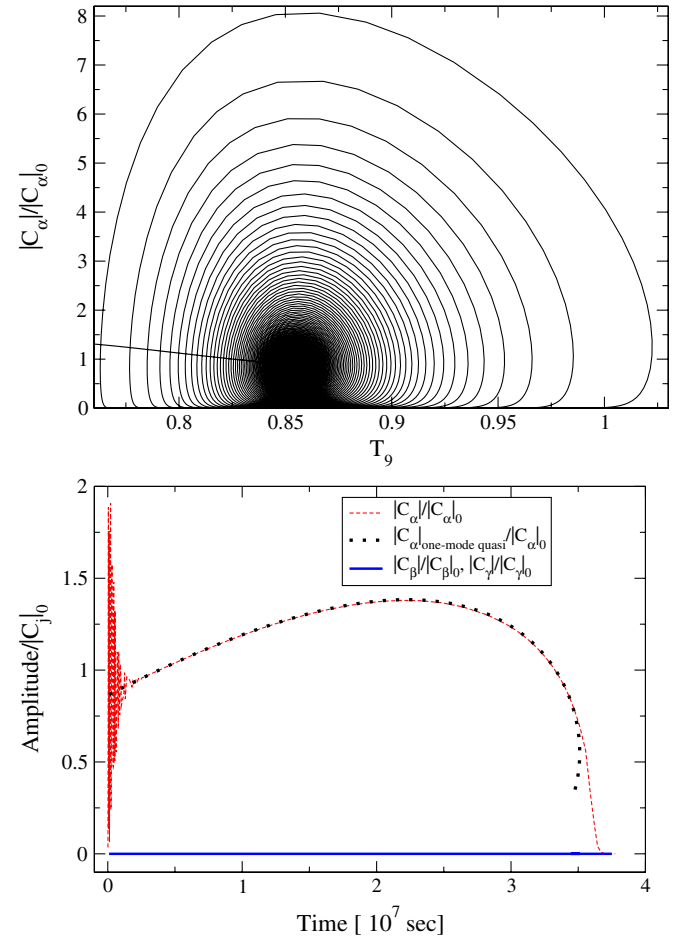 |C_α|/|C_α|_0
8
7
6
5
4
3
2
1
0
0.8 0.85 0.9 0.95 1
T_9
Amplitude/|C_j|_0
2
1.5
1
0.5
0
|C_α|/|C_α|_0
|C_α|_one-mode quasi/|C_α|_0
|C_β|/|C_β|_0, |C_γ|/|C_γ|_0
0 1 2 3 4
Time [ 10^7 sec]